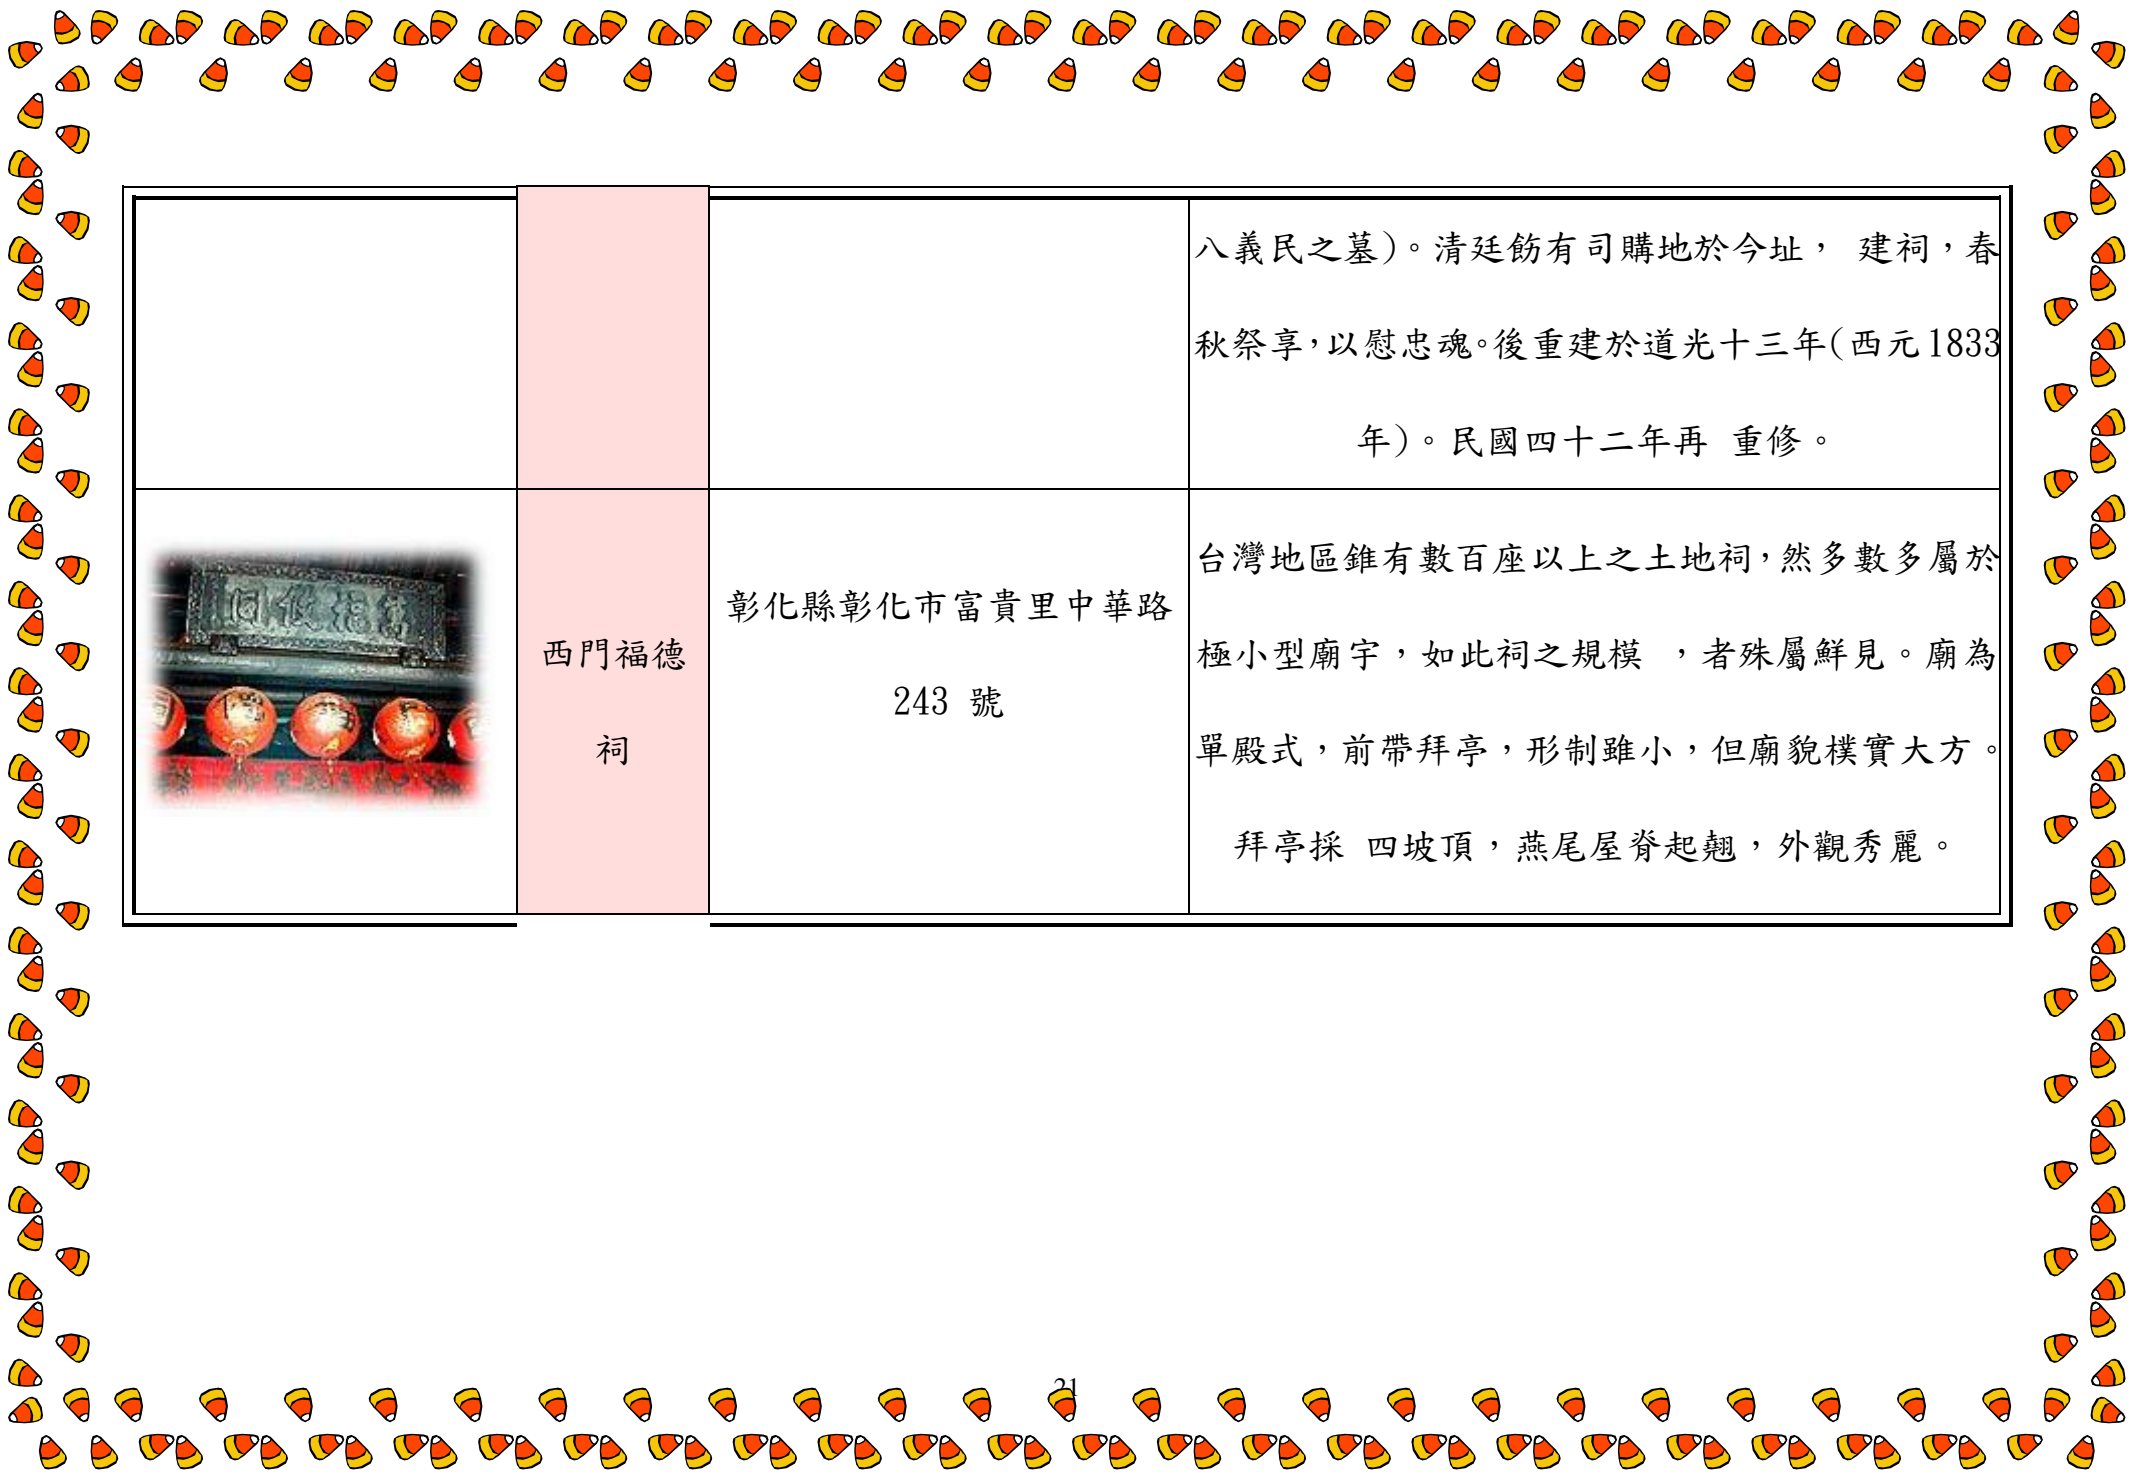 八義民之墓)。清廷飭有司購地於今址， 建祠，春
秋祭享，以慰忠魂。後重建於道光十三年(西元1833
年)。民國四十二年再 重修。
西門福德
祠
彰化縣彰化市富貴里中華路
243 號
台灣地區錐有數百座以上之土地祠，然多數多屬於
極小型廟宇，如此祠之規模 ，者殊屬鮮見。廟為
單殿式，前帶拜亭，形制雖小，但廟貌樸實大方。
拜亭採 四坡頂，燕尾屋脊起翹，外觀秀麗。
21